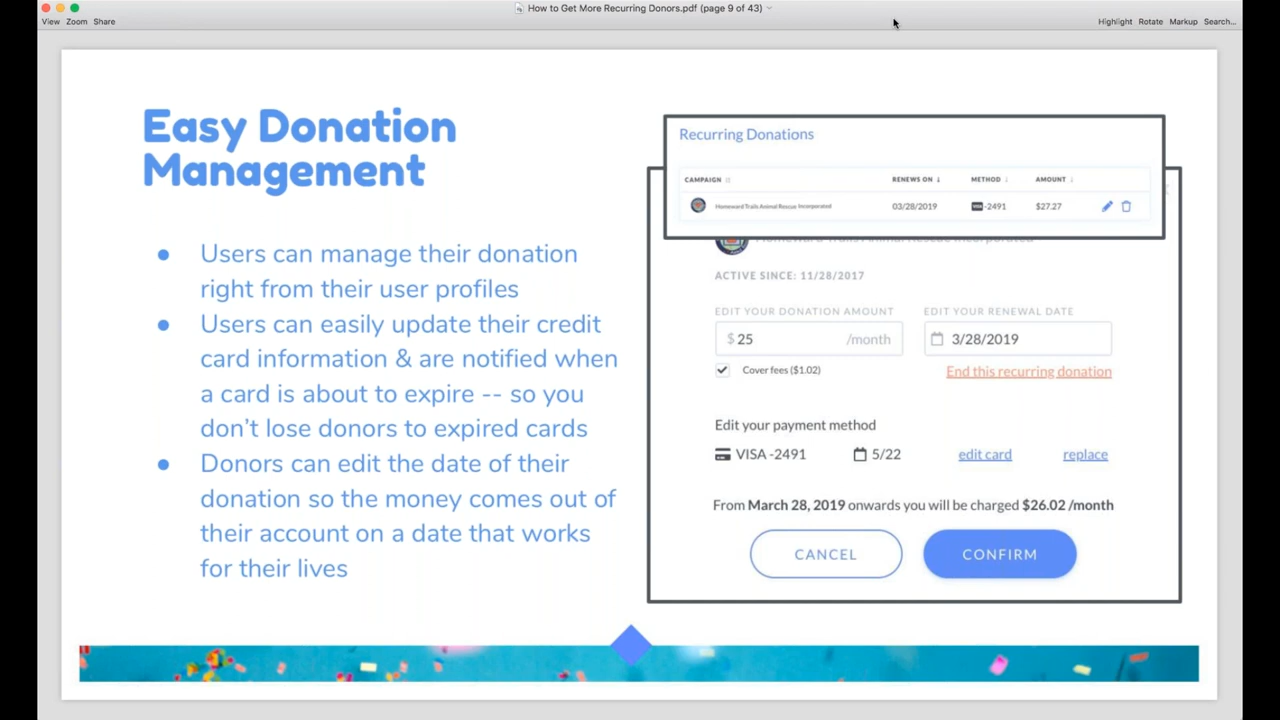 How to Get More Recurring Donors.pdf (page 9 of 43)
View Zoom Share
Highlight Rotate Markup Search...
Easy Donation
Management
● Users can manage their donation
right from their user profiles
● Users can easily update their credit
card information & are notified when
a card is about to expire -- so you
don't lose donors to expired cards
● Donors can edit the date of their
donation so the money comes out of
their account on a date that works
for their lives
Recurring Donations
CAMPAIGN RENEWS ON ↓ METHOD AMOUNT
Homeward Trails Animal Rescue Incorporated 03/28/2019 VISA -2491 $27.27
ACTIVE SINCE: 11/28/2017
EDIT YOUR DONATION AMOUNT EDIT YOUR RENEWAL DATE
$ 25 /month 3/28/2019
Cover fees ($1.02) End this recurring donation
Edit your payment method
VISA -2491 5/22 edit card replace
From March 28, 2019 onwards you will be charged $26.02 /month
CANCEL CONFIRM